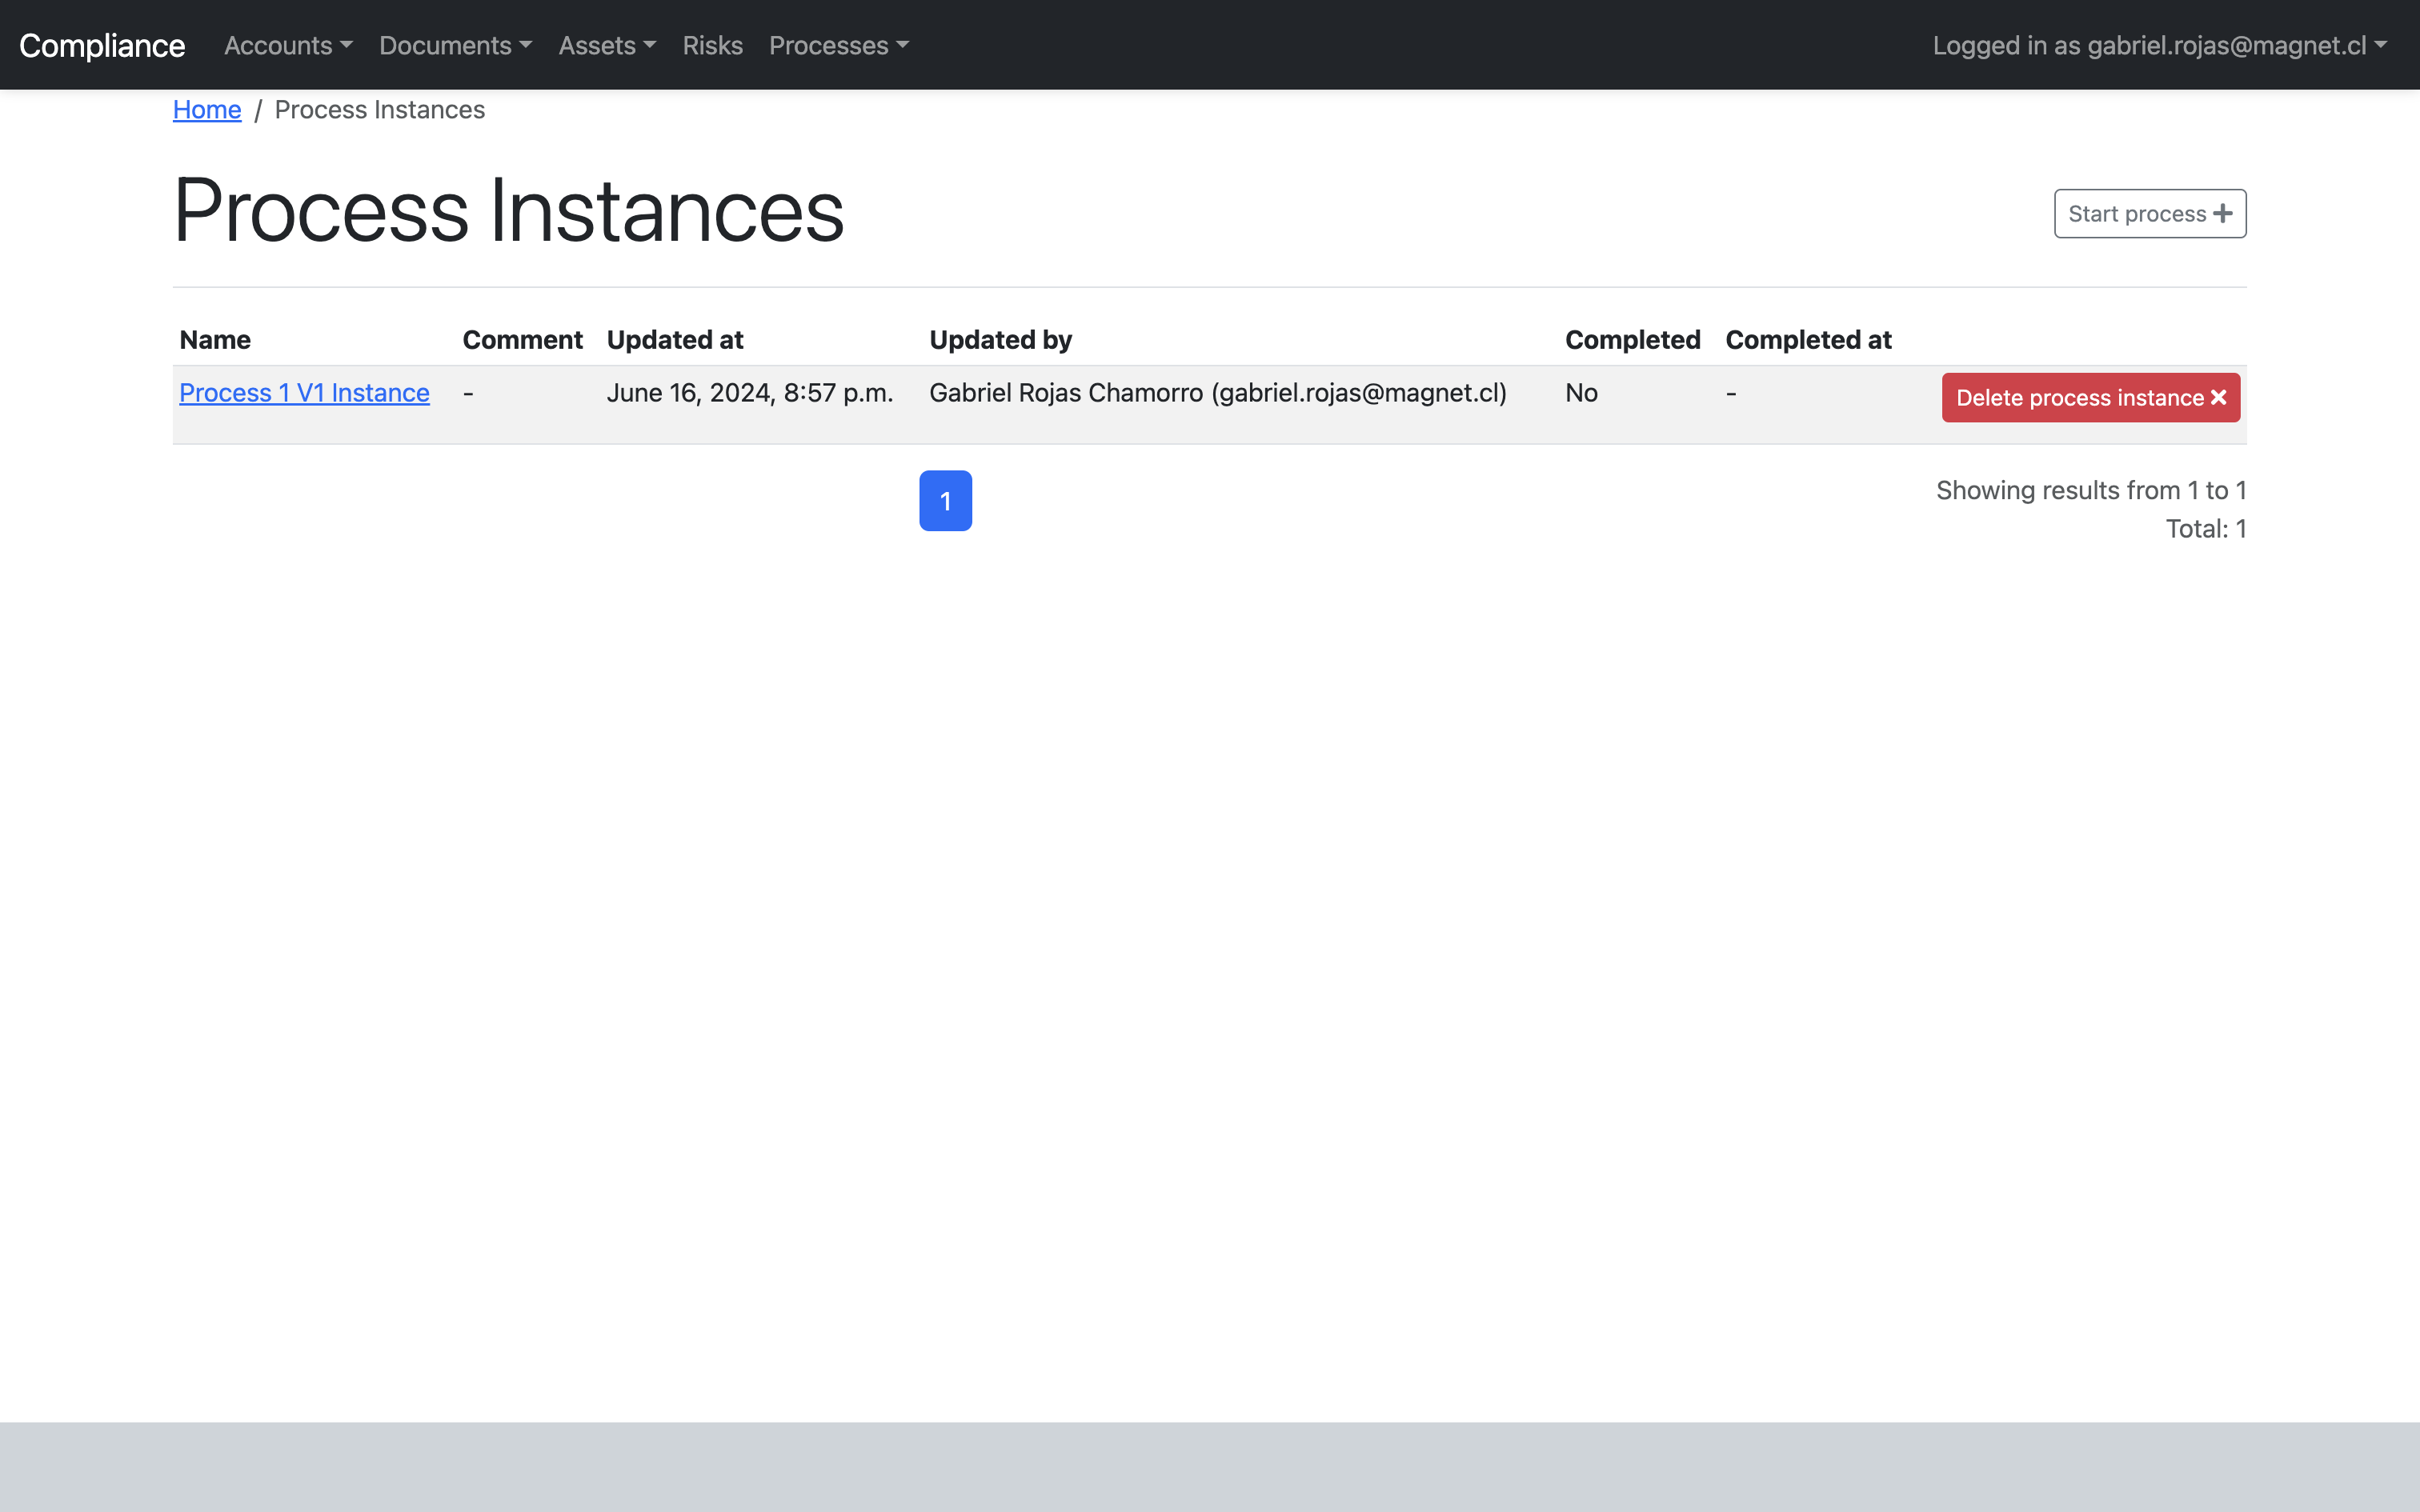 Compliance Accounts Documents Assets Risks Processes Logged in as gabriel.rojas@magnet.cl
Home / Process Instances
Process Instances
Start process
Name Comment Updated at Updated by Completed Completed at
Process 1 V1 Instance - June 16, 2024, 8:57 p.m. Gabriel Rojas Chamorro (gabriel.rojas@magnet.cl) No - Delete process instance
1
Showing results from 1 to 1
Total: 1